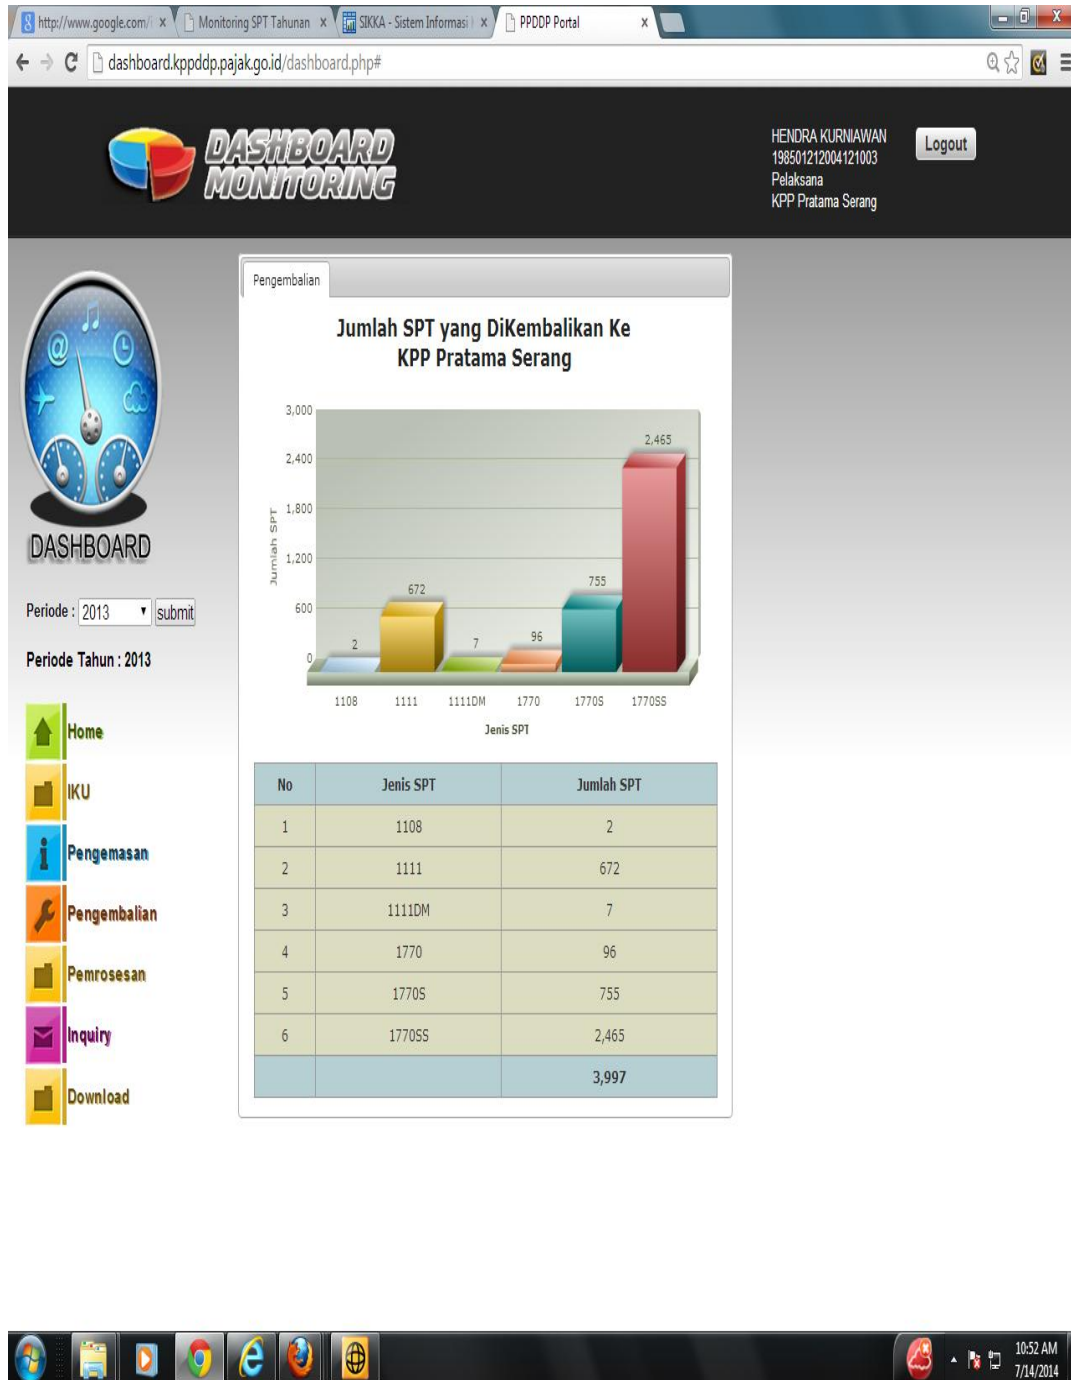 http://www.google.com/
Monitoring SPT Tahunan
SIKKA - Sistem Informasi
PPDDP Portal
dashboard.kppddp.pajak.go.id/dashboard.php#
DASHBOARD
MONITORING
HENDRA KURNIAWAN
198501212004121003
Pelaksana
KPP Pratama Serang
Logout
DASHBOARD
Periode : 2013 submit
Periode Tahun : 2013
Home
IKU
Pengemasan
Pengembalian
Pemrosesan
Inquiry
Download
Pengembalian
Jumlah SPT yang DiKembalikan Ke
KPP Pratama Serang
Jumlah SPT
3,000
2,400
1,800
1,200
600
0
2
672
7
96
755
2,465
1108 1111 1111DM 1770 1770S 1770SS
Jenis SPT
No Jenis SPT Jumlah SPT
1 1108 2
2 1111 672
3 1111DM 7
4 1770 96
5 1770S 755
6 1770SS 2,465
3,997
10:52 AM
7/14/2014